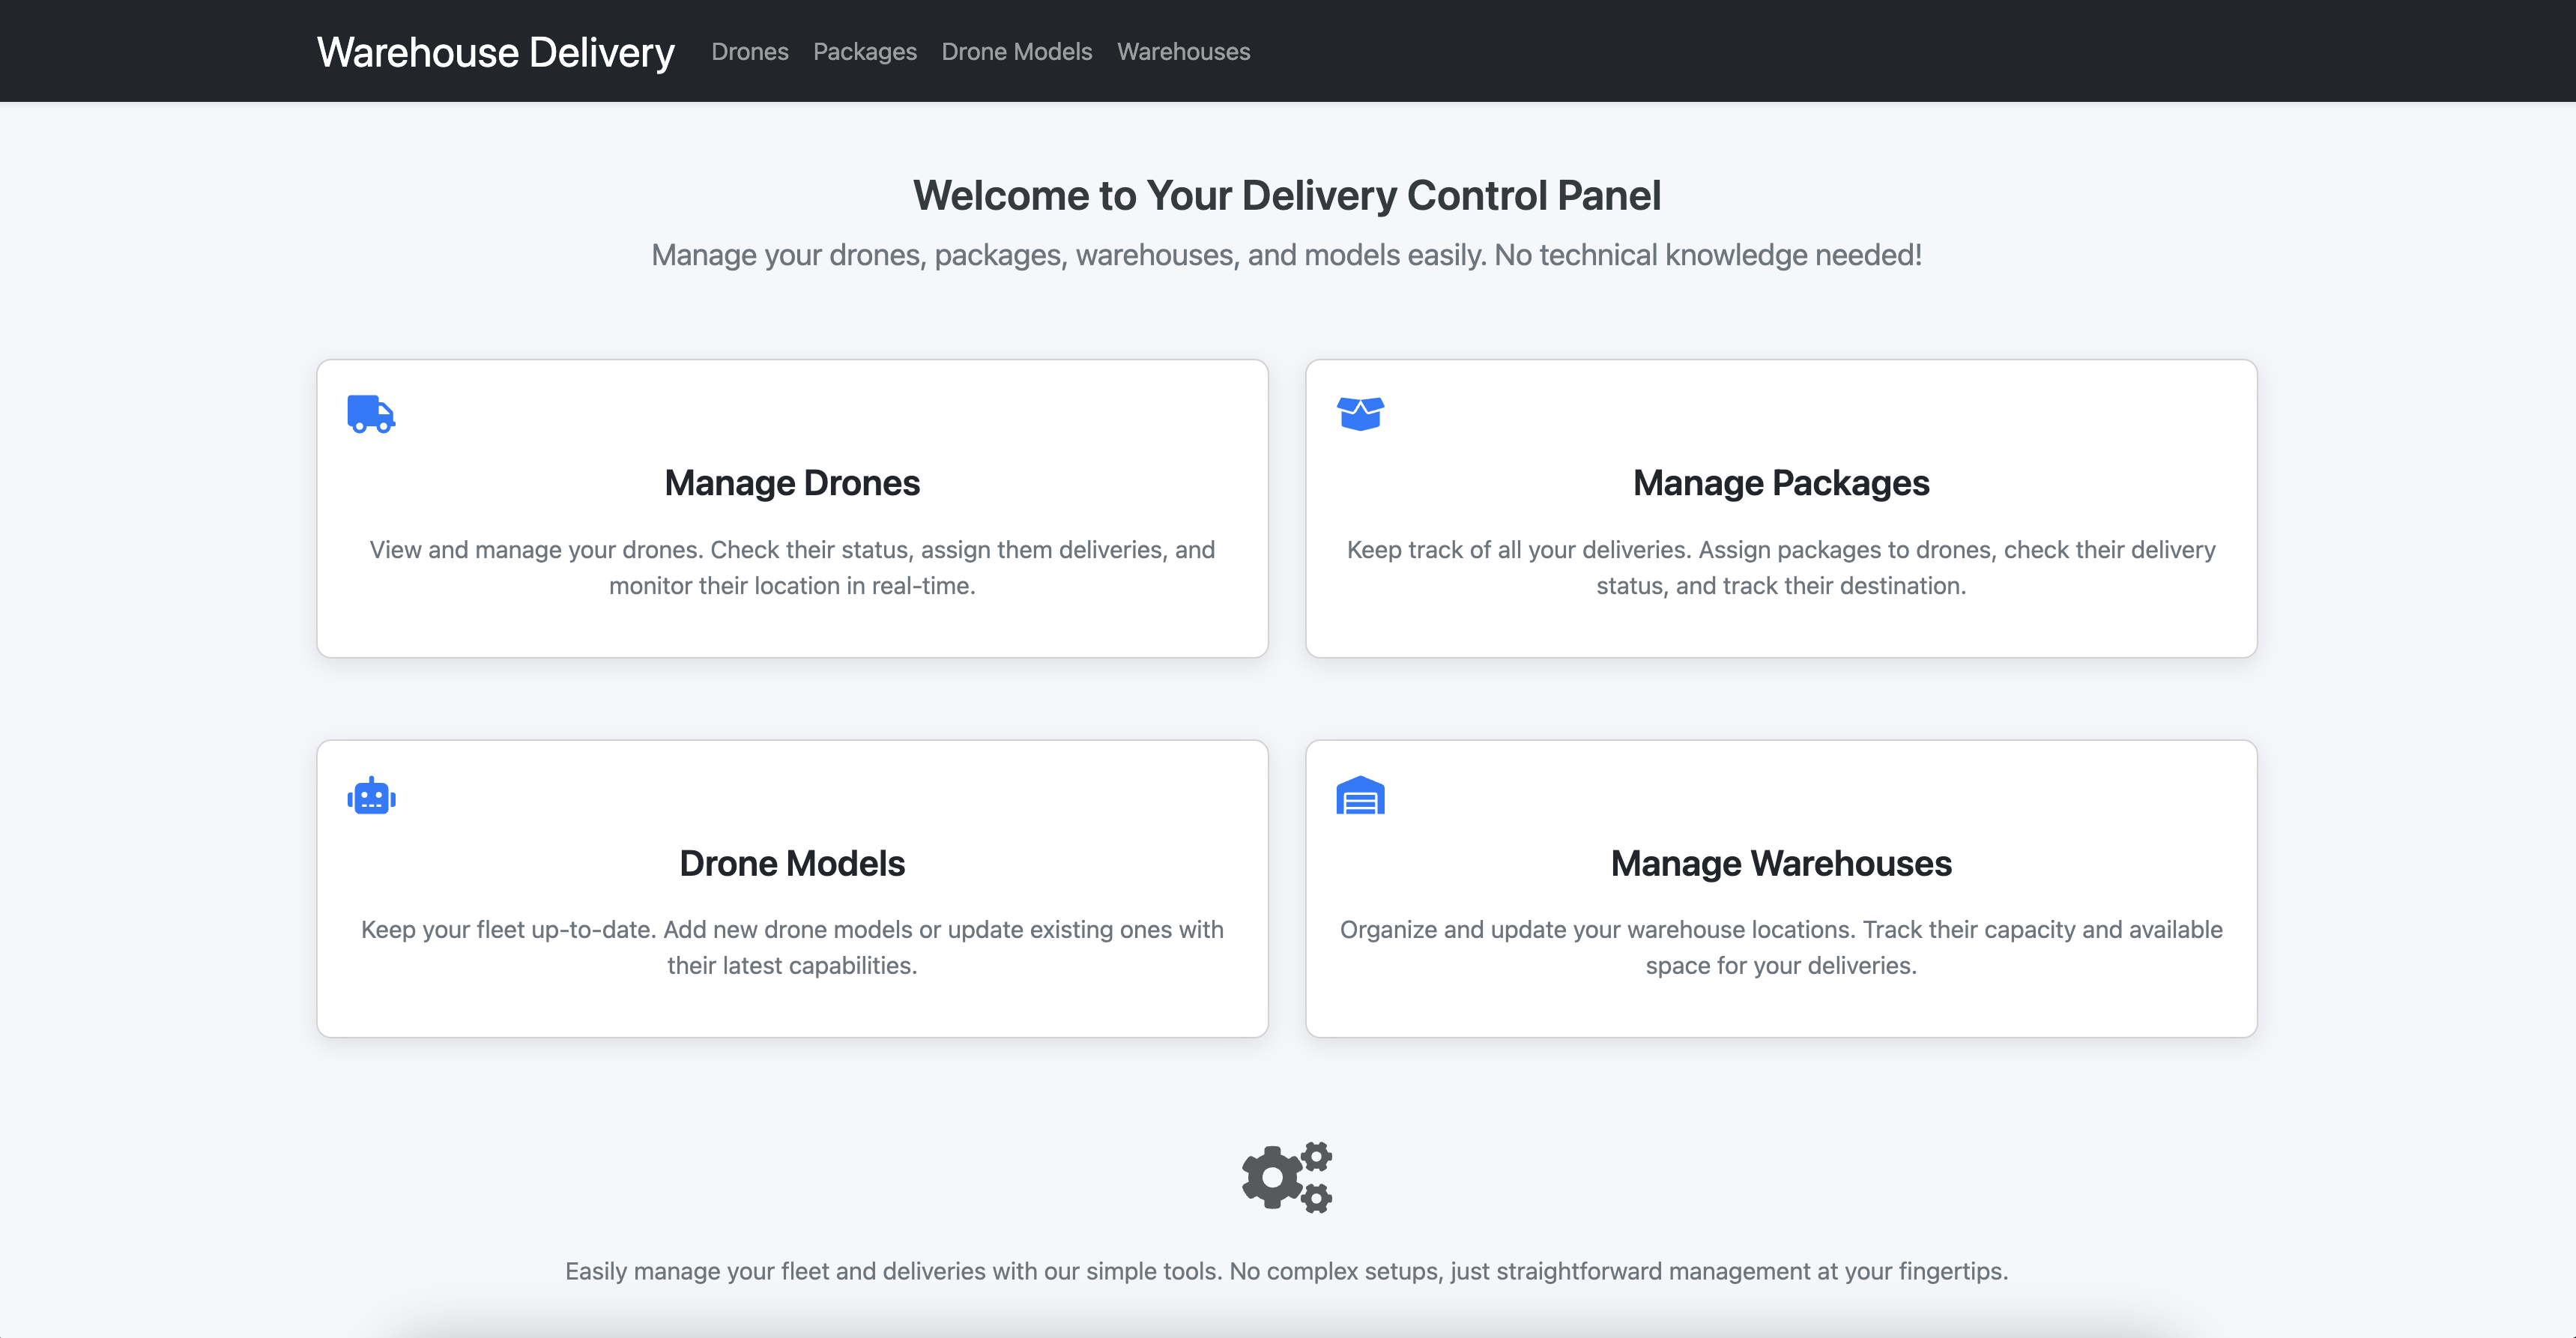 Warehouse Delivery
Drones
Packages
Drone Models
Warehouses
Welcome to Your Delivery Control Panel
Manage your drones, packages, warehouses, and models easily. No technical knowledge needed!
Manage Drones
View and manage your drones. Check their status, assign them deliveries, and
monitor their location in real-time.
Manage Packages
Keep track of all your deliveries. Assign packages to drones, check their delivery
status, and track their destination.
Drone Models
Keep your fleet up-to-date. Add new drone models or update existing ones with
their latest capabilities.
Manage Warehouses
Organize and update your warehouse locations. Track their capacity and available
space for your deliveries.
Easily manage your fleet and deliveries with our simple tools. No complex setups, just straightforward management at your fingertips.